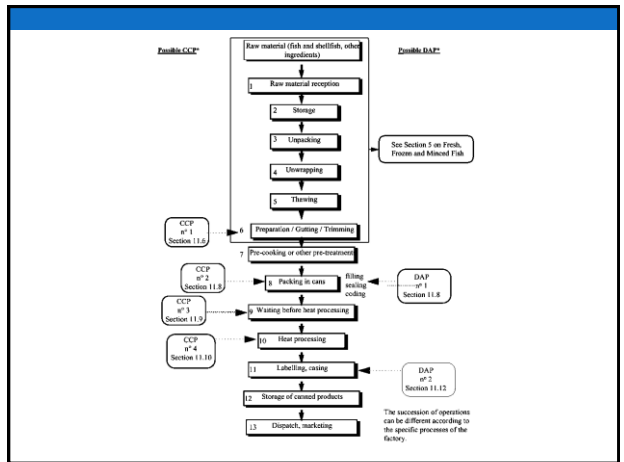 Possible CCP*
Raw material (fish and shellfish, other
ingredients)
Possible DAP*
1 Raw material reception
2 Storage
3 Unpacking
4 Unwrapping
5 Thewing
See Section 5 on Fresh,
Frozen and Minced Fish
CCP
n° 1
Section 11.6
6 Preparation / Gutting / Trimming
7 Pre-cooking or other pre-treatment
CCP
n° 2
Section 11.8
8 Packing in cans
filling
sealing
coding
DAP
n° 1
Section 11.8
CCP
n° 3
Section 11.9
9 Waiting before heat processing
CCP
n° 4
Section 11.10
10 Heat processing
11 Labelling, casing
DAP
n° 2
Section 11.12
12 Storage of canned products
13 Dispatch, marketing
The succession of operations
can be different according to
the specific processes of the
factory.